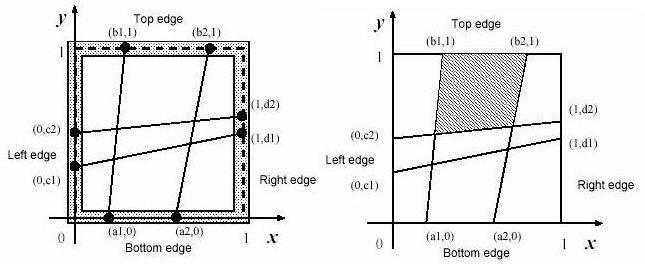 y
Top edge
(b1,1)
(b2,1)
1
(1,d2)
(0,c2)
(1,d1)
Left edge
(0,c1)
Right edge
(a1,0)
(a2,0)
0
Bottom edge
1
x
y
Top edge
(b1,1)
(b2,1)
1
(1,d2)
(0,c2)
(1,d1)
Left edge
(0,c1)
Right edge
(a1,0)
(a2,0)
0
Bottom edge
1
x